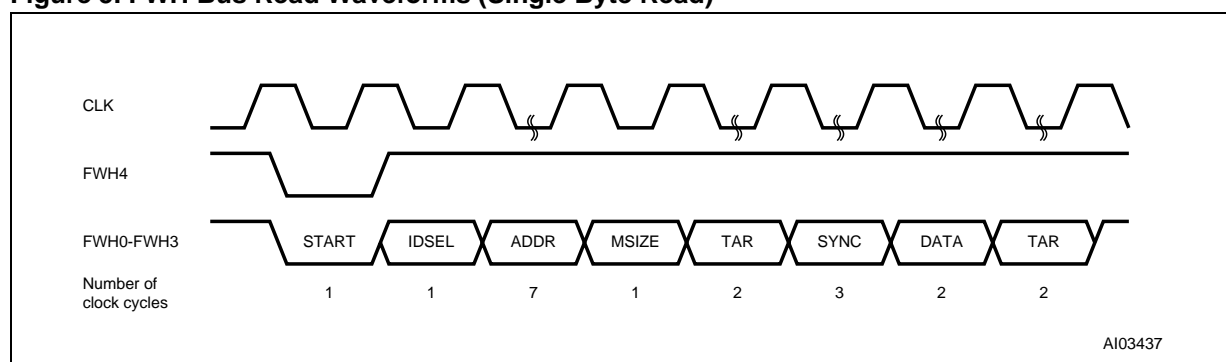 Figure 5. FWH Bus Read Waveforms (Single Byte Read)
CLK
FWH4
FWH0-FWH3
START IDSEL ADDR MSIZE TAR SYNC DATA TAR
Number of
clock cycles
1 1 7 1 2 3 2 2
AI03437